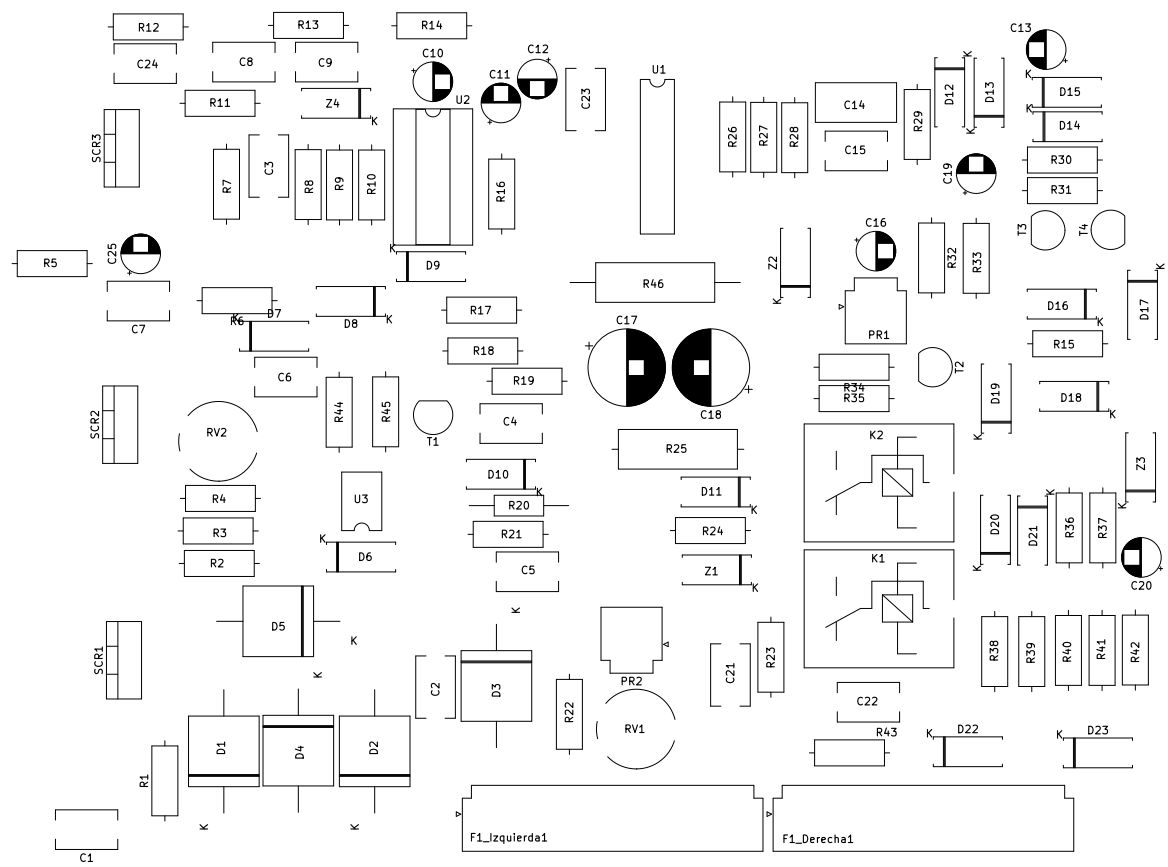 R12
R13
R14
C13
C24
C8
C9
C10
C12
U1
K
C11
K
D15
R11
Z4
K
U2
C23
C14
D12
D13
K
D14
SCR3
R26
R27
R28
C15
R29
K
R30
C3
R7
R8
R9
R10
R16
C19
R31
C25
K
C16
T3
T4
R5
D9
Z2
R32
R33
K
R46
K
D17
C7
R6
K
D7
D8
K
R17
PR1
D16
K
C17
R18
R15
C6
R19
R34
R35
T2
D19
D18
K
SCR2
RV2
R44
R45
T1
C4
C18
K2
K
R25
Z3
D10
K
R4
U3
R20
D11
K
K
K
R3
K
D6
R21
R24
D20
D21
R36
R37
R2
C5
Z1
K
K1
K
C20
K
D5
K
SCR1
K
C2
D3
PR2
C21
R23
R38
R39
R40
R41
R42
C22
R22
RV1
D1
D4
D2
R43
K
D22
K
D23
R1
K
K
C1
F1_Izquierda1
F1_Derecha1